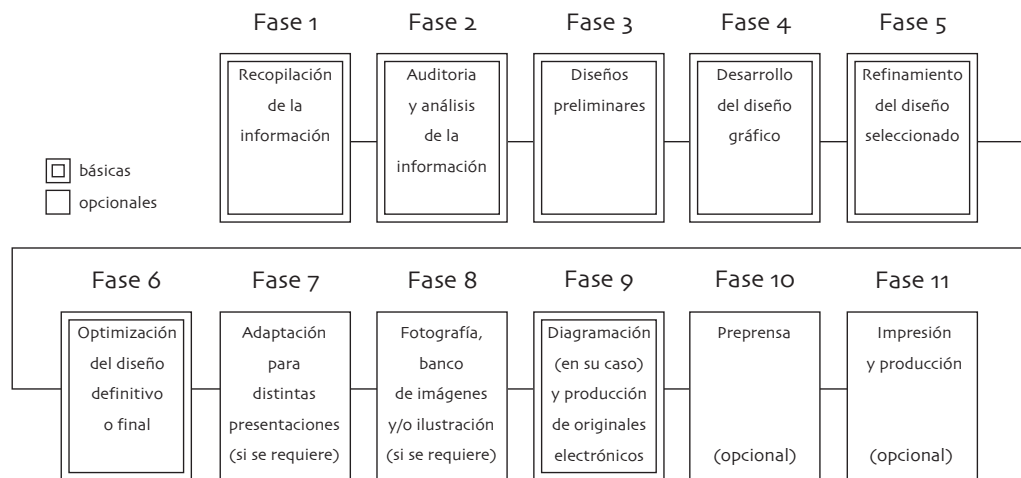 Fase 1
Recopilación
de la
información
Fase 2
Auditoria
y análisis
de la
información
Fase 3
Diseños
preliminares
Fase 4
Desarrollo
del diseño
gráfico
Fase 5
Refinamiento
del diseño
seleccionado
básicas
opcionales
Fase 6
Optimización
del diseño
definitivo
o final
Fase 7
Adaptación
para
distintas
presentaciones
(si se requiere)
Fase 8
Fotografía,
banco
de imágenes
y/o ilustración
(si se requiere)
Fase 9
Diagramación
(en su caso)
y producción
de originales
electrónicos
Fase 10
Preprensa
(opcional)
Fase 11
Impresión
y producción
(opcional)